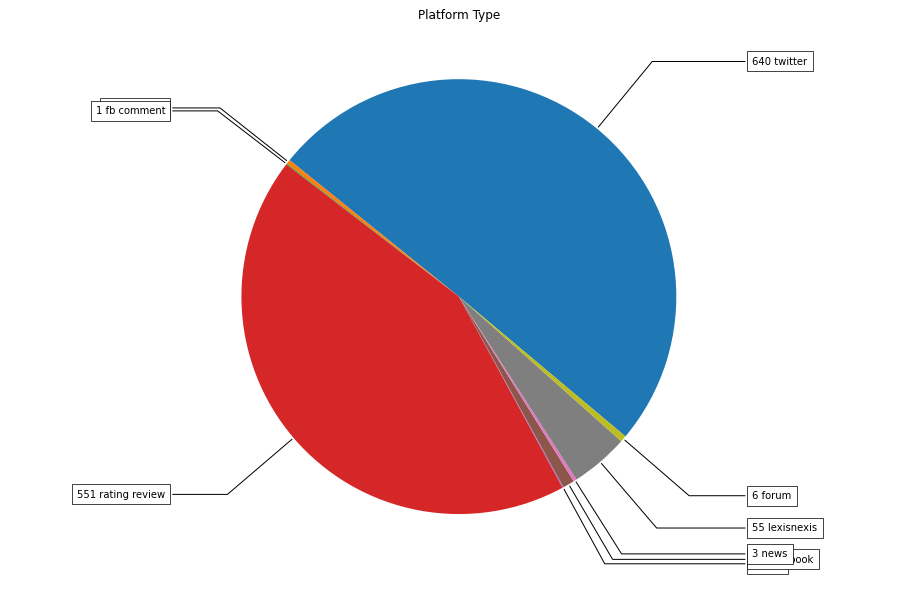 Platform Type
640 twitter
1 fb comment
551 rating review
6 forum
55 lexisnexis
3 news